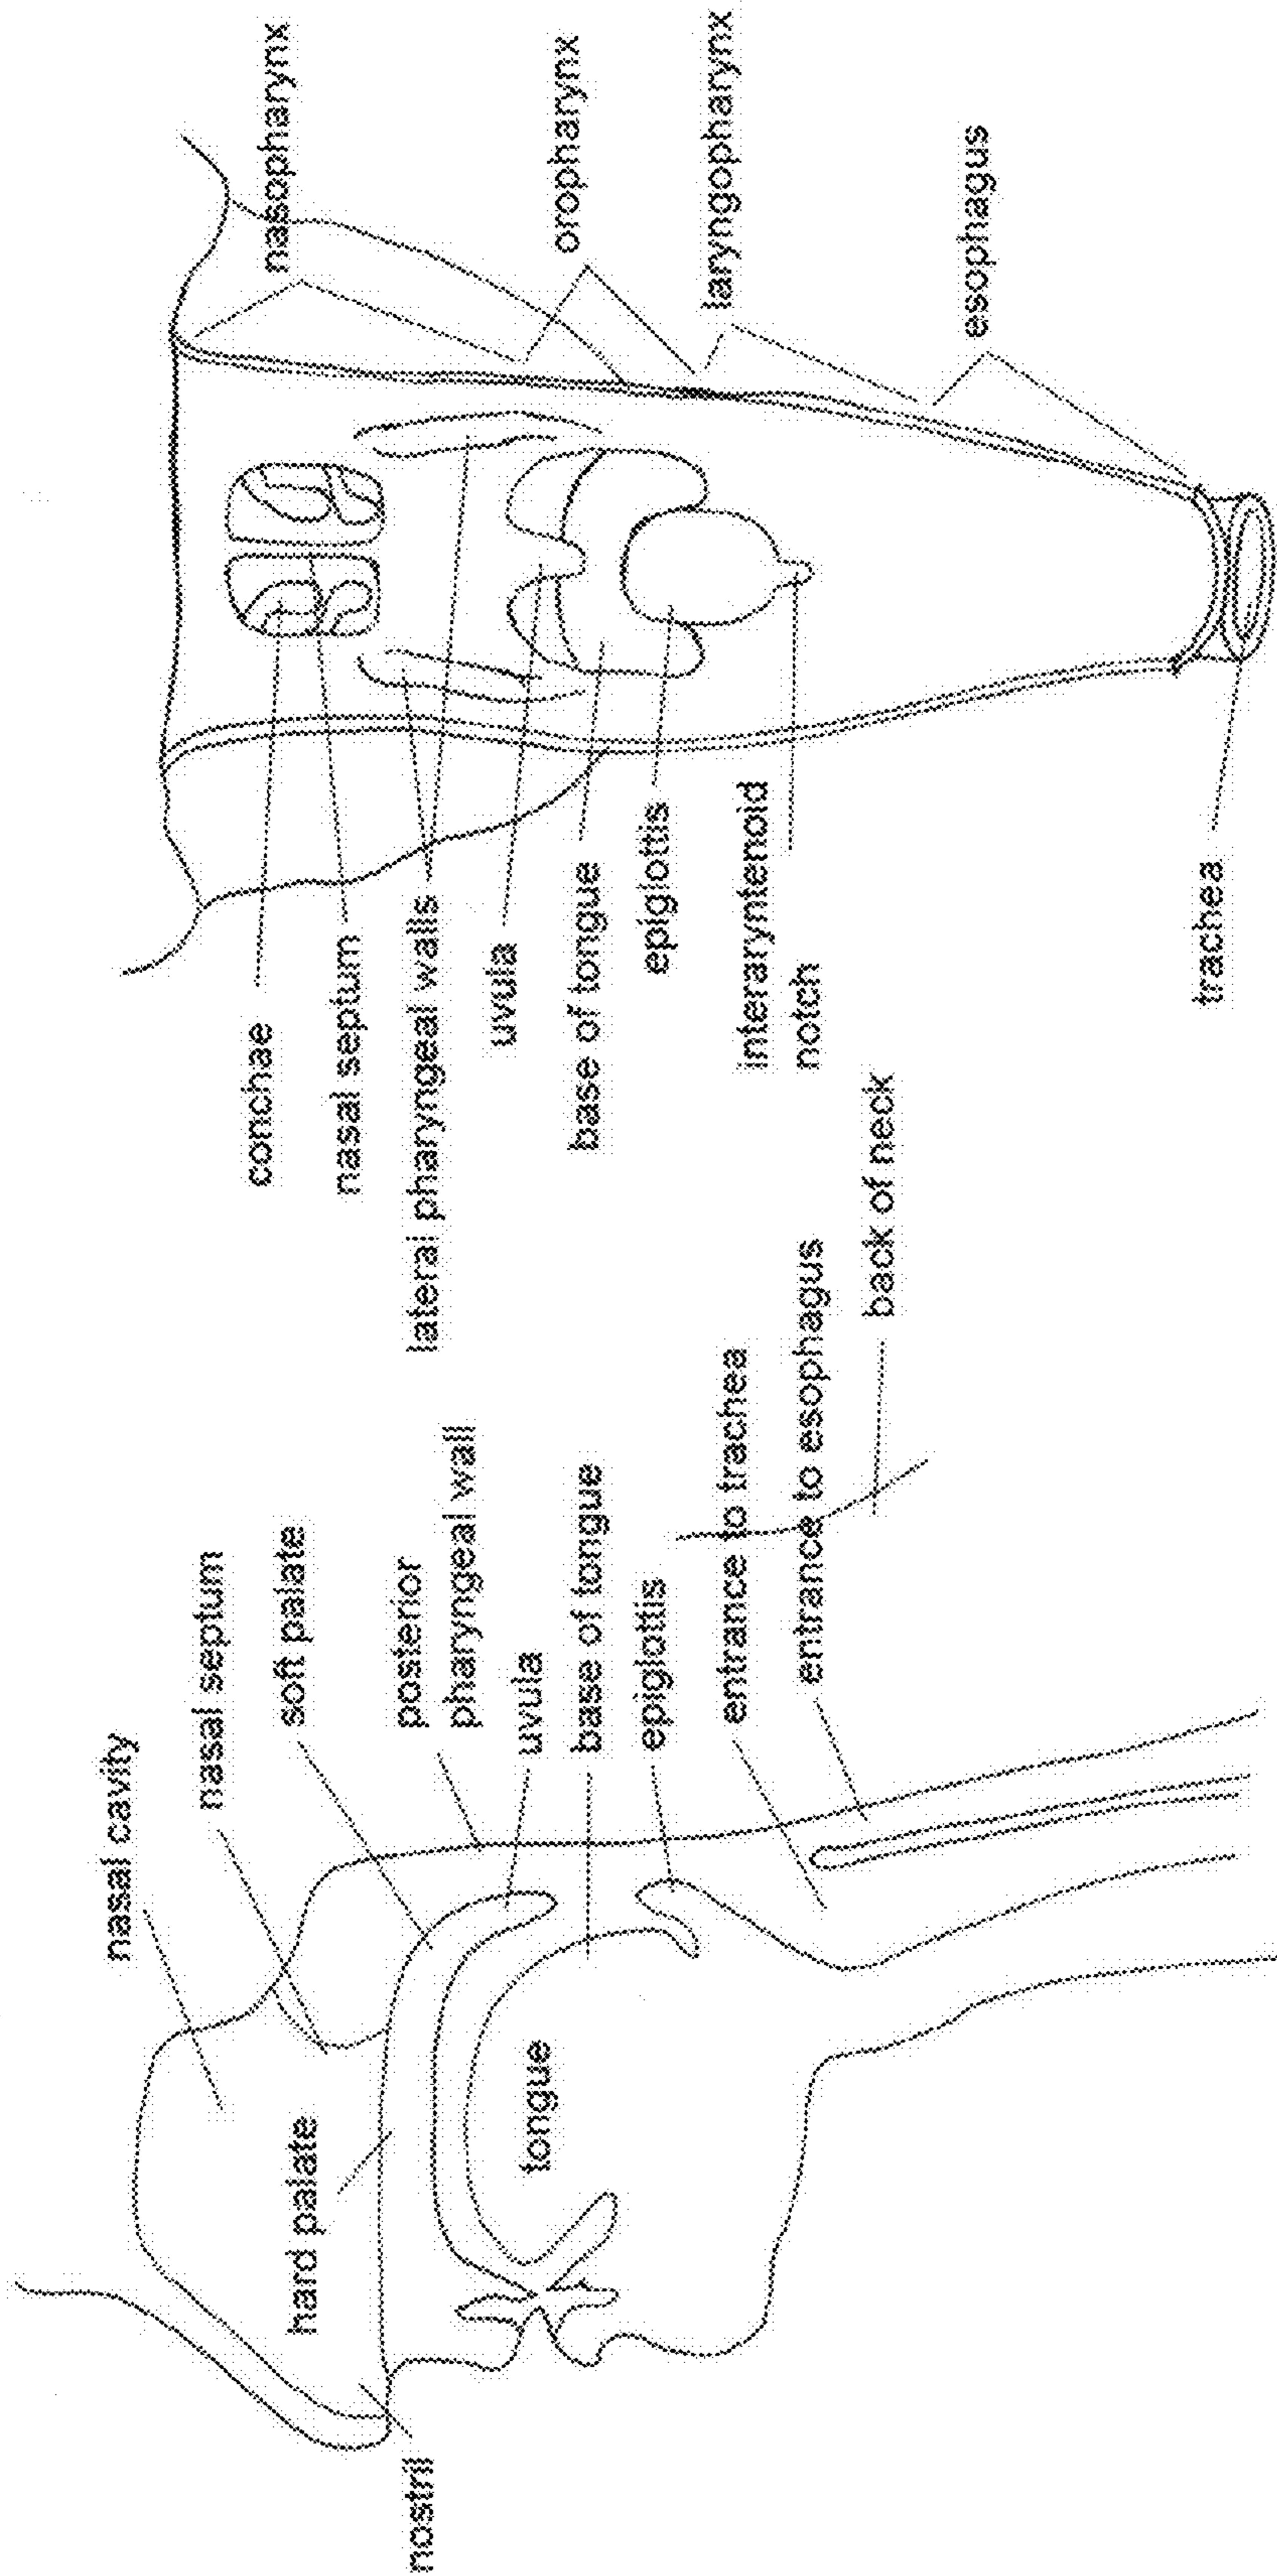 nasal cavity
nasal septum
soft palate
hard palate
nostril
posterior
pharyngeal wall
uvula
base of tongue
tongue
epiglottis
entrance to trachea
entrance to esophagus
back of neck
conchae
nasal septum
lateral pharyngeal walls
uvula
base of tongue
epiglottis
interaryntenoid
notch
trachea
nasopharynx
oropharynx
laryngopharynx
esophagus